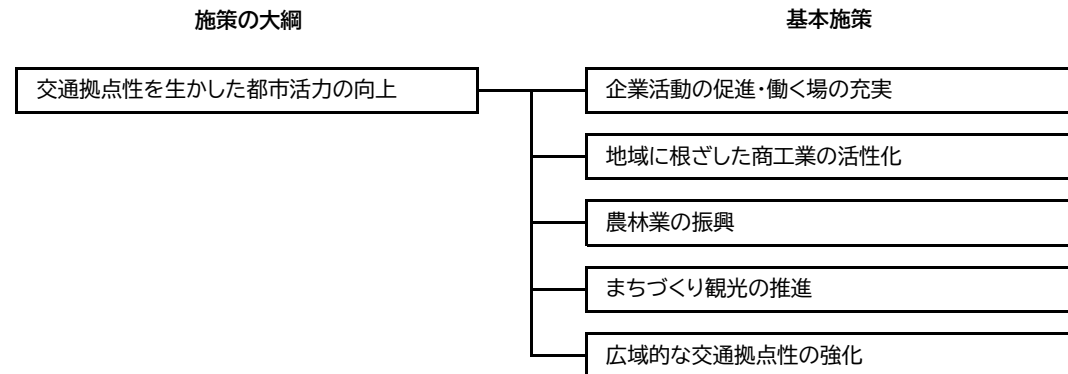 施策の大綱
基本施策
交通拠点性を生かした都市活力の向上
企業活動の促進・働く場の充実
地域に根ざした商工業の活性化
農林業の振興
まちづくり観光の推進
広域的な交通拠点性の強化